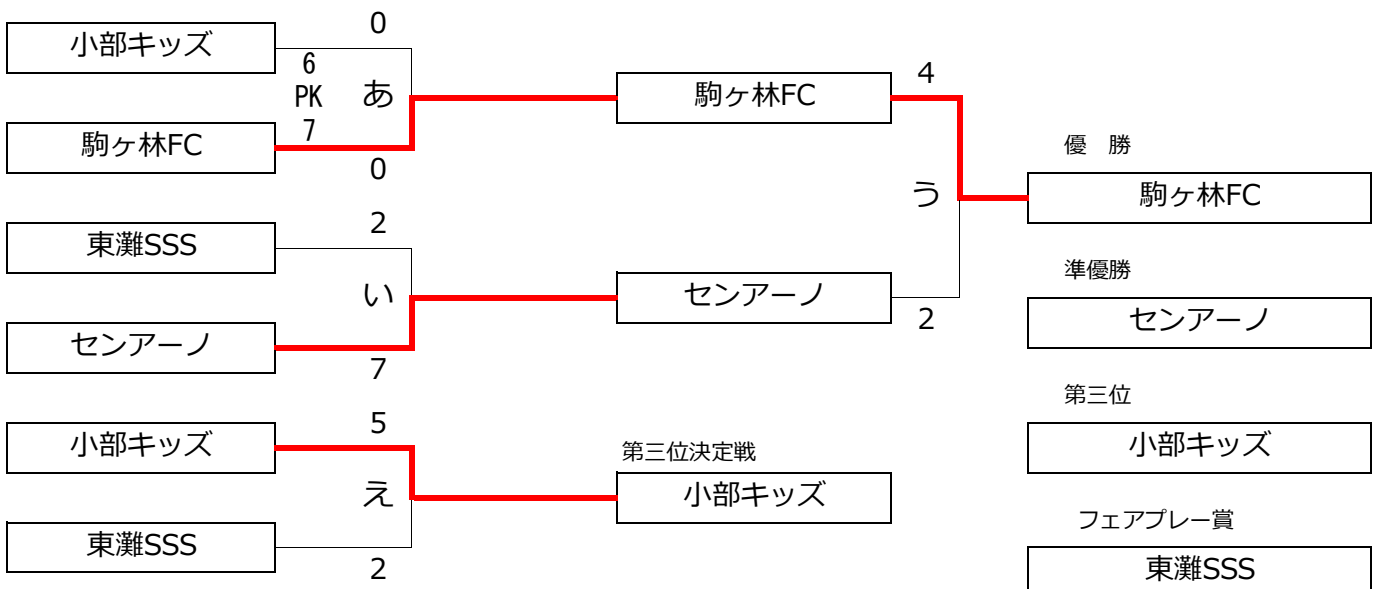 0
小部キッズ
6
PK
7
あ
駒ヶ林FC
0
駒ヶ林FC
4
優　勝
駒ヶ林FC
う
2
東灘SSS
い
センアーノ
7
センアーノ
2
準優勝
センアーノ
5
小部キッズ
え
東灘SSS
2
第三位決定戦
小部キッズ
第三位
小部キッズ
フェアプレー賞
東灘SSS